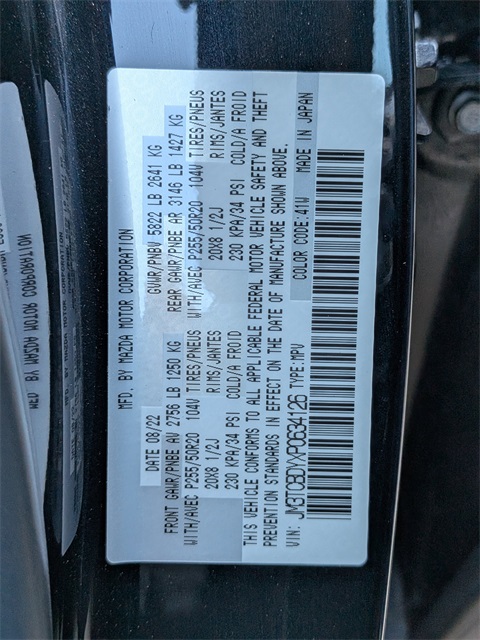 MFD. BY MAZDA MOTOR CORPORATION
DATE 08/22 GVWR/PNBV 5822 LB 2641 KG
FRONT GAWR/PNBE AV 2756 LB 1250 KG REAR GAWR/PNBE AR 3146 LB 1427 KG
WITH/AVEC P255/50R20 104V TIRES/PNEUS WITH/AVEC P255/50R20 104V TIRES/PNEUS
20X8 1/2J RIMS/JANTES 20X8 1/2J RIMS/JANTES
230 KPA/34 PSI COLD/A FROID 230 KPA/34 PSI COLD/A FROID
THIS VEHICLE CONFORMS TO ALL APPLICABLE FEDERAL MOTOR VEHICLE SAFETY AND THEFT
PREVENTION STANDARDS IN EFFECT ON THE DATE OF MANUFACTURE SHOWN ABOVE.
VIN: JM3TCBDYXP0634126 TYPE:MPV COLOR CODE:41W MADE IN JAPAN
MFD BY MAZDA MOTOR CORPORATION